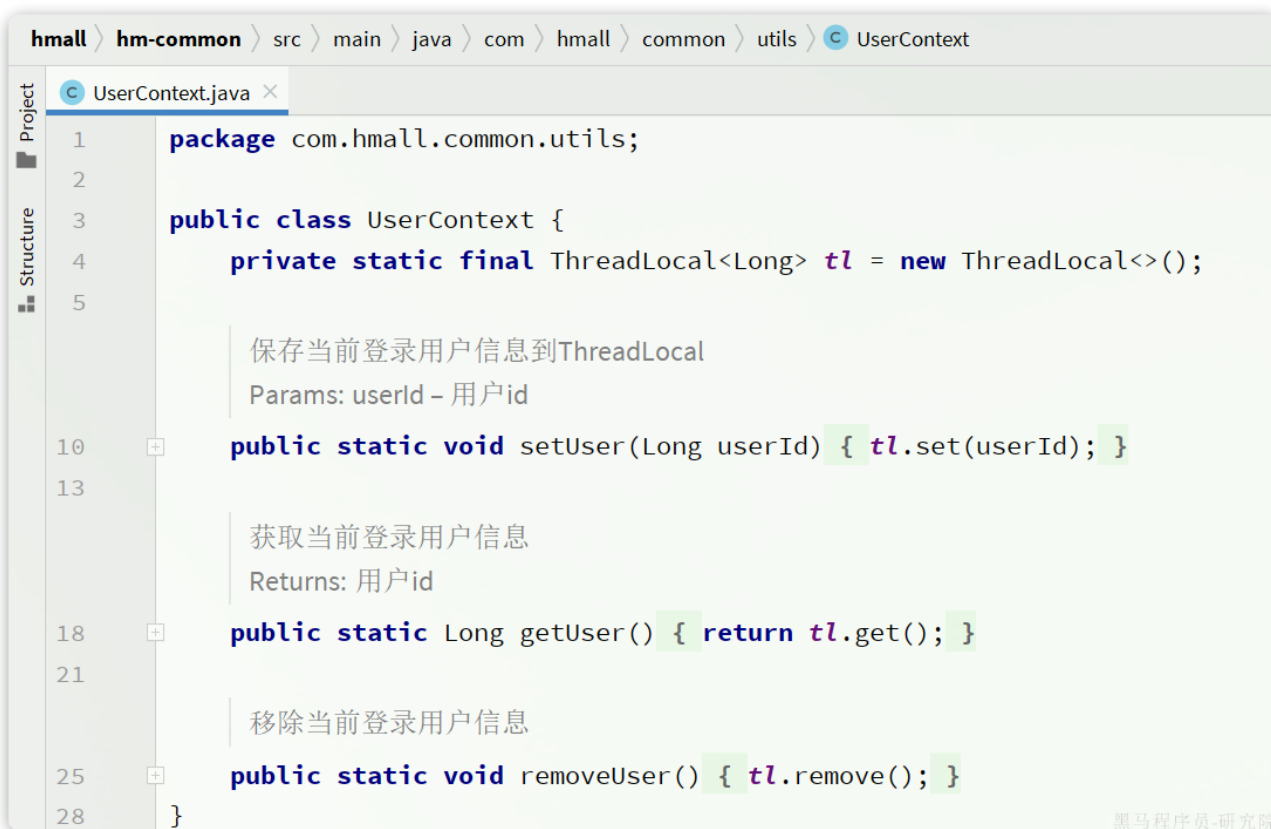 hmall 〉 hm-common 〉 src 〉 main 〉 java 〉 com 〉 hmall 〉 common 〉 utils 〉 C UserContext
Project
Structure
C UserContext.java ×
1 package com.hmall.common.utils;
2
3 public class UserContext {
4 private static final ThreadLocal<Long> tl = new ThreadLocal<>();
5
保存当前登录用户信息到ThreadLocal
Params: userId – 用户id
10 public static void setUser(Long userId) { tl.set(userId); }
13
获取当前登录用户信息
Returns: 用户id
18 public static Long getUser() { return tl.get(); }
21
移除当前登录用户信息
25 public static void removeUser() { tl.remove(); }
28 }
黑马程序员-研究院